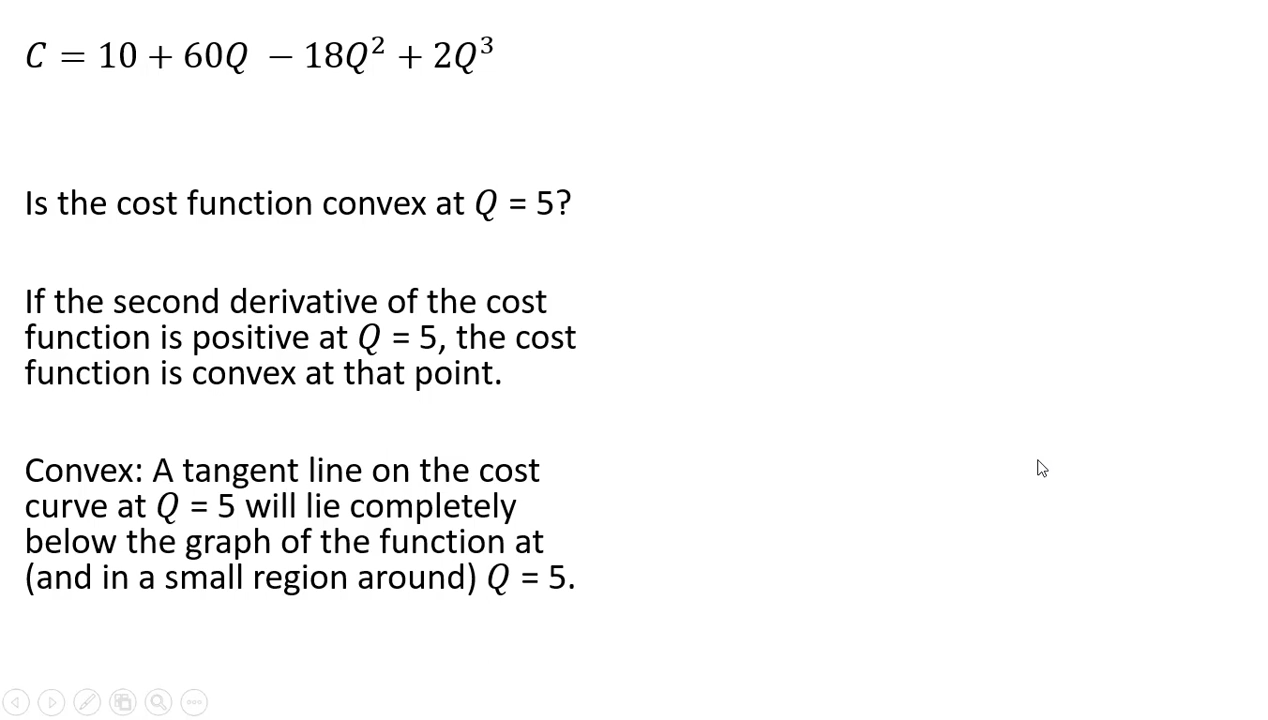 𝐶 = 10 + 60𝑄 − 18𝑄² + 2𝑄³
Is the cost function convex at 𝑄 = 5?
If the second derivative of the cost
function is positive at 𝑄 = 5, the cost
function is convex at that point.
Convex: A tangent line on the cost
curve at 𝑄 = 5 will lie completely
below the graph of the function at
(and in a small region around) 𝑄 = 5.